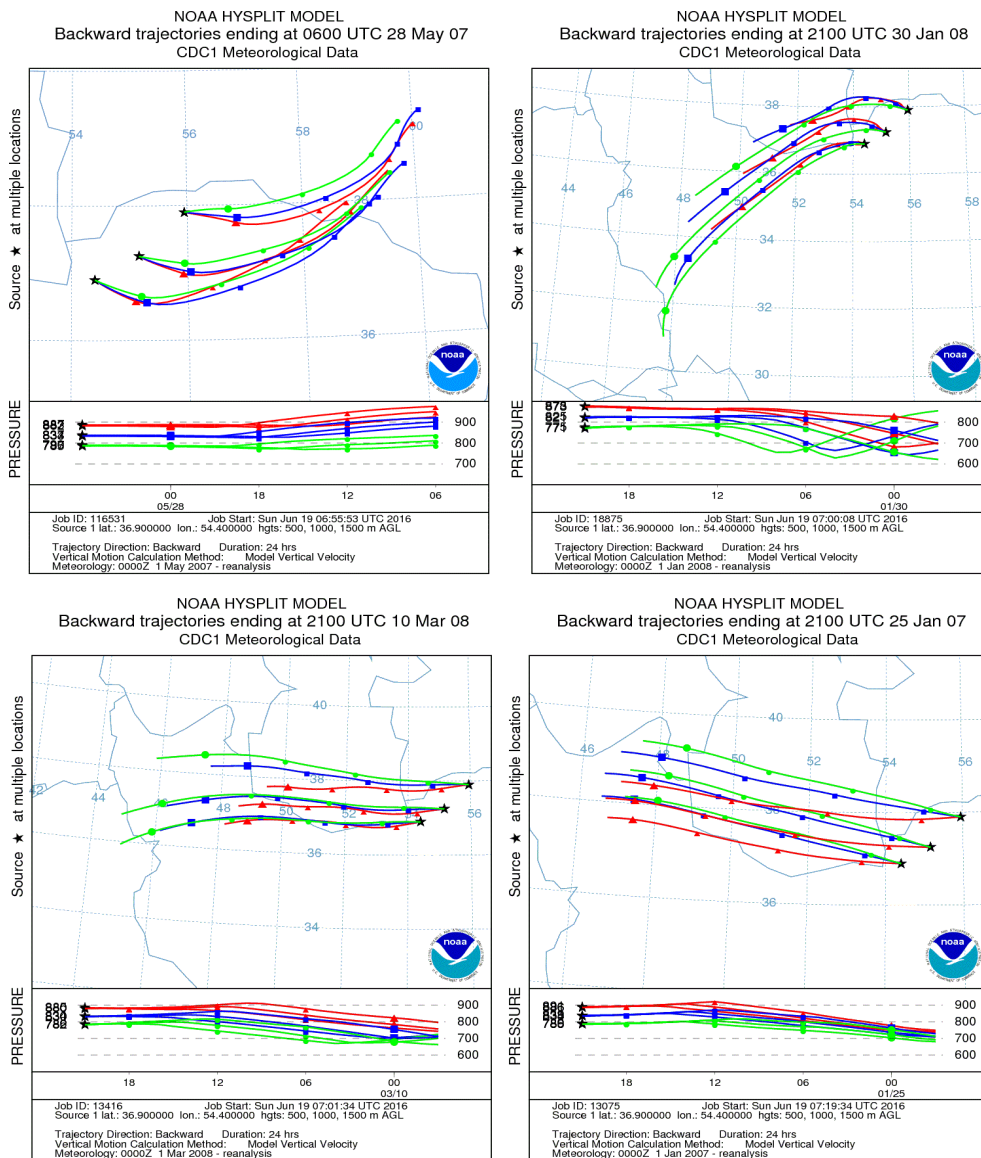 NOAA HYSPLIT MODEL
Backward trajectories ending at 0600 UTC 28 May 07
CDC1 Meteorological Data
Source ★ at multiple locations
54
56
58
60
36
PRESSURE
900
800
700
00
18
12
06
05/28
noaa
Job ID: 116531 Job Start: Sun Jun 19 06:55:53 UTC 2016
Source 1 lat.: 36.900000 lon.: 54.400000 hgts: 500, 1000, 1500 m AGL
Trajectory Direction: Backward Duration: 24 hrs
Vertical Motion Calculation Method: Model Vertical Velocity
Meteorology: 0000Z 1 May 2007 - reanalysis
NOAA HYSPLIT MODEL
Backward trajectories ending at 2100 UTC 30 Jan 08
CDC1 Meteorological Data
Source ★ at multiple locations
38
56
58
36
44
46
48
50
52
54
34
32
30
noaa
PRESSURE
800
700
600
18
12
06
00
01/30
Job ID: 18875 Job Start: Sun Jun 19 07:00:08 UTC 2016
Source 1 lat.: 36.900000 lon.: 54.400000 hgts: 500, 1000, 1500 m AGL
Trajectory Direction: Backward Duration: 24 hrs
Vertical Motion Calculation Method: Model Vertical Velocity
Meteorology: 0000Z 1 Jan 2008 - reanalysis
NOAA HYSPLIT MODEL
Backward trajectories ending at 2100 UTC 10 Mar 08
CDC1 Meteorological Data
Source ★ at multiple locations
40
38
42
44
48
50
52
56
36
34
noaa
PRESSURE
900
800
700
600
18
12
06
00
03/10
Job ID: 13416 Job Start: Sun Jun 19 07:01:34 UTC 2016
Source 1 lat.: 36.900000 lon.: 54.400000 hgts: 500, 1000, 1500 m AGL
Trajectory Direction: Backward Duration: 24 hrs
Vertical Motion Calculation Method: Model Vertical Velocity
Meteorology: 0000Z 1 Mar 2008 - reanalysis
NOAA HYSPLIT MODEL
Backward trajectories ending at 2100 UTC 25 Jan 07
CDC1 Meteorological Data
Source ★ at multiple locations
40
46
48
50
52
54
56
38
36
noaa
PRESSURE
900
800
700
600
18
12
06
00
01/25
Job ID: 13075 Job Start: Sun Jun 19 07:19:34 UTC 2016
Source 1 lat.: 36.900000 lon.: 54.400000 hgts: 500, 1000, 1500 m AGL
Trajectory Direction: Backward Duration: 24 hrs
Vertical Motion Calculation Method: Model Vertical Velocity
Meteorology: 0000Z 1 Jan 2007 - reanalysis